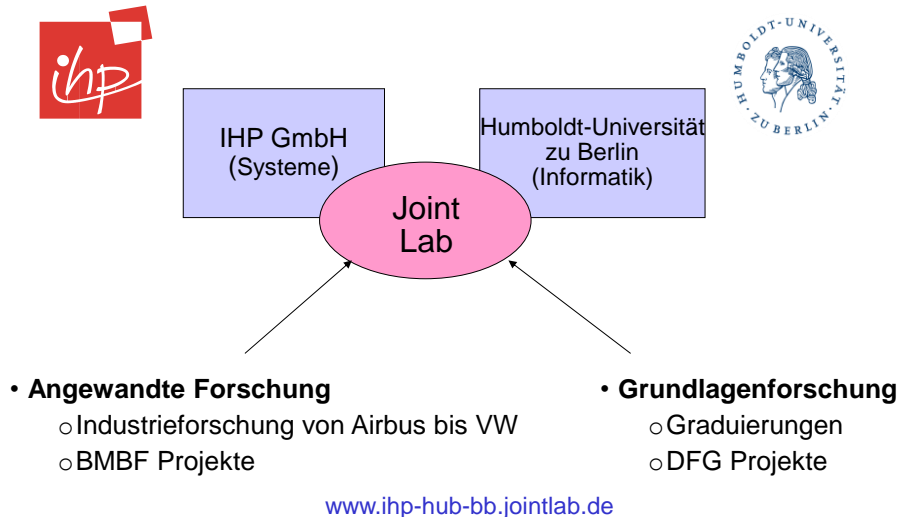 ihp
HUMBOLDT-UNIVERSITÄT · ZU BERLIN ·
IHP GmbH
(Systeme)
Humboldt-Universität
zu Berlin
(Informatik)
Joint
Lab
• Angewandte Forschung
o Industrieforschung von Airbus bis VW
o BMBF Projekte
• Grundlagenforschung
o Graduierungen
o DFG Projekte
www.ihp-hub-bb.jointlab.de